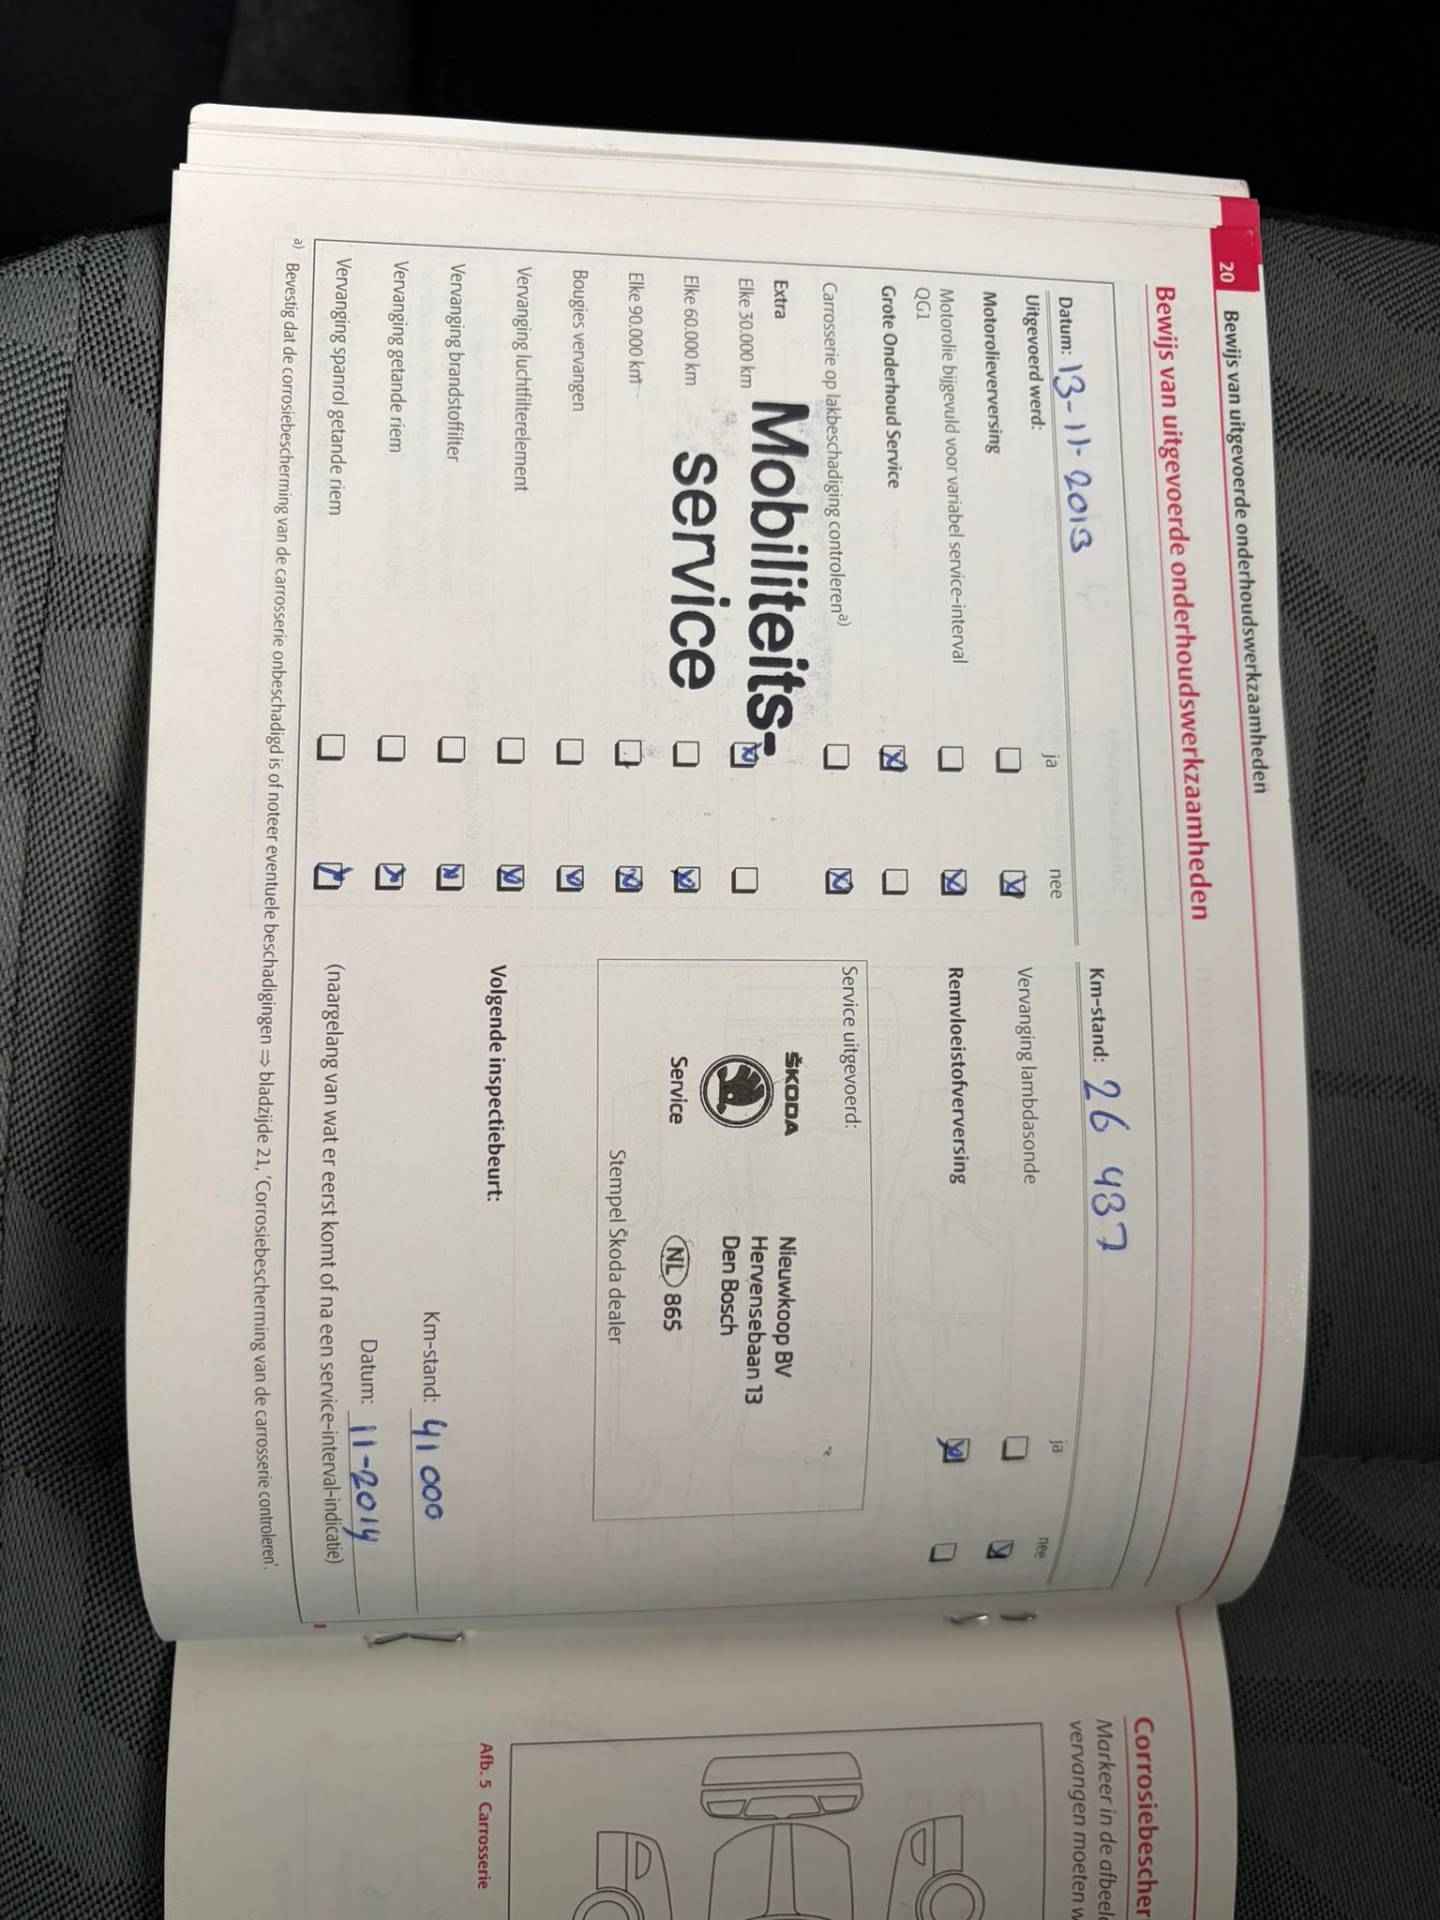 20 Bewijs van uitgevoerde onderhoudswerkzaamheden
Bewijs van uitgevoerde onderhoudswerkzaamheden
Datum: 13-11-2013
Km-stand: 26 437
Uitgevoerd werd:
ja
nee
Motorolieverversing
Motorolie bijgevuld voor variabel service-interval
QG1
Grote Onderhoud Service
Carrosserie op lakbeschadiging controlerenᵃ⁾
Extra
Elke 30.000 km
Elke 60.000 km
Elke 90.000 km
Mobiliteits-
service
Bougies vervangen
Vervanging luchtfilterelement
Vervanging brandstoffilter
Vervanging getande riem
Vervanging spanrol getande riem
ja
nee
Vervanging lambdasonde
Remvloeistofverversing
Service uitgevoerd:
ŠKODA
Service
Nieuwkoop BV
Hervensebaan 13
Den Bosch
NL 865
Stempel Škoda dealer
Volgende inspectiebeurt:
Km-stand: 41 000
Datum: 11-2014
(naargelang van wat er eerst komt of na een service-interval-indicatie)
ᵃ⁾ Bevestig dat de corrosiebescherming van de carrosserie onbeschadigd is of noteer eventuele beschadigingen ⇒ bladzijde 21, 'Corrosiebescherming van de carrosserie controleren'.
Corrosiebescher
Markeer in de afbeeld
vervangen moeten w
Afb. 5 Carrosserie